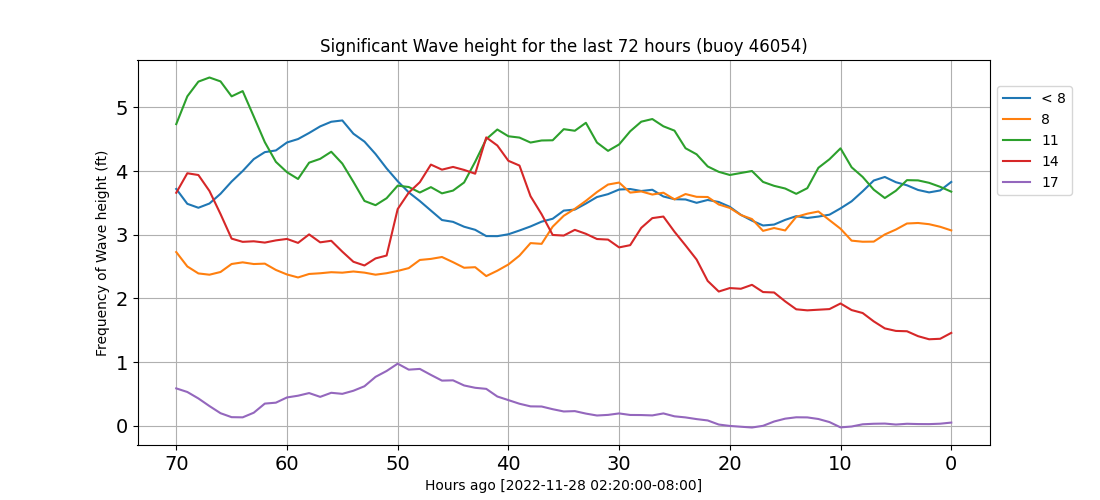 Significant Wave height for the last 72 hours (buoy 46054)
Frequency of Wave height (ft)
5
4
3
2
1
0
70 60 50 40 30 20 10 0
Hours ago [2022-11-28 02:20:00-08:00]
< 8
8
11
14
17